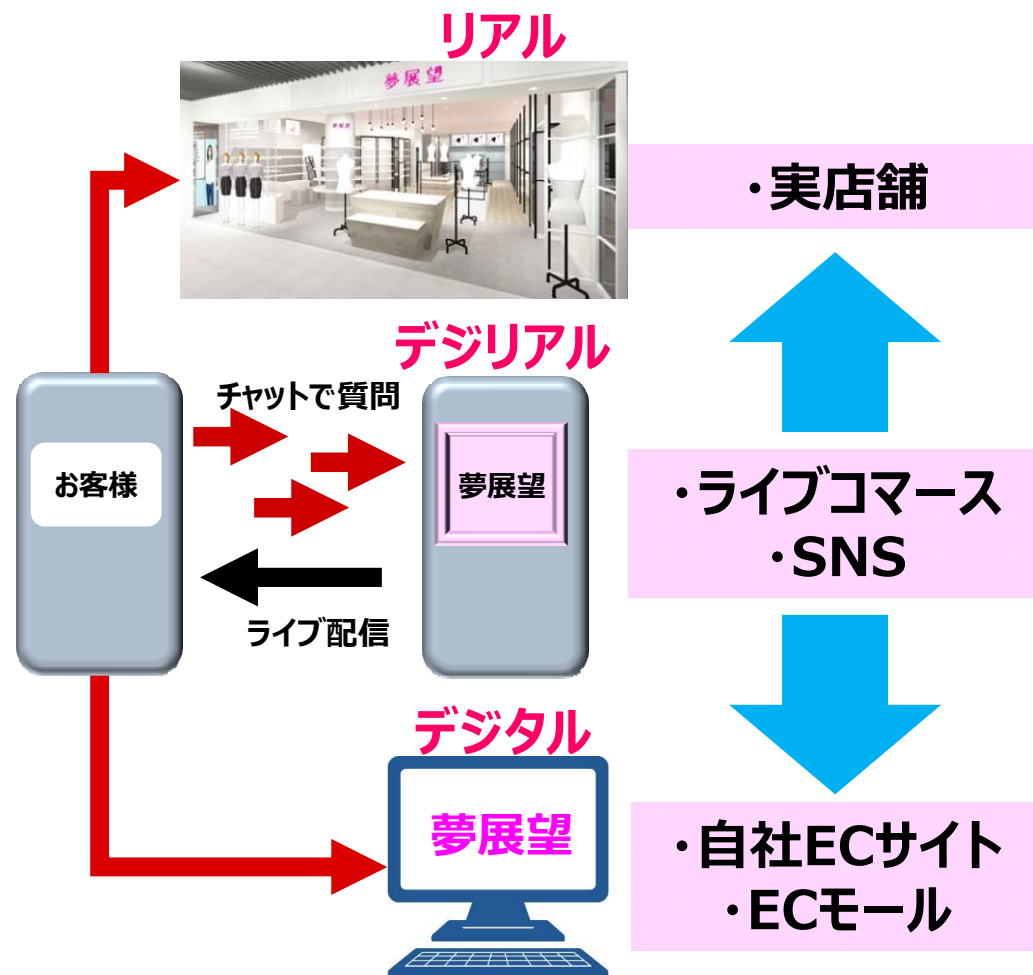 リアル
夢展望
夢展望
・実店舗
デジリアル
チャットで質問
お客様
夢展望
ライブ配信
・ライブコマース
・SNS
デジタル
夢展望
・自社ECサイト
・ECモール